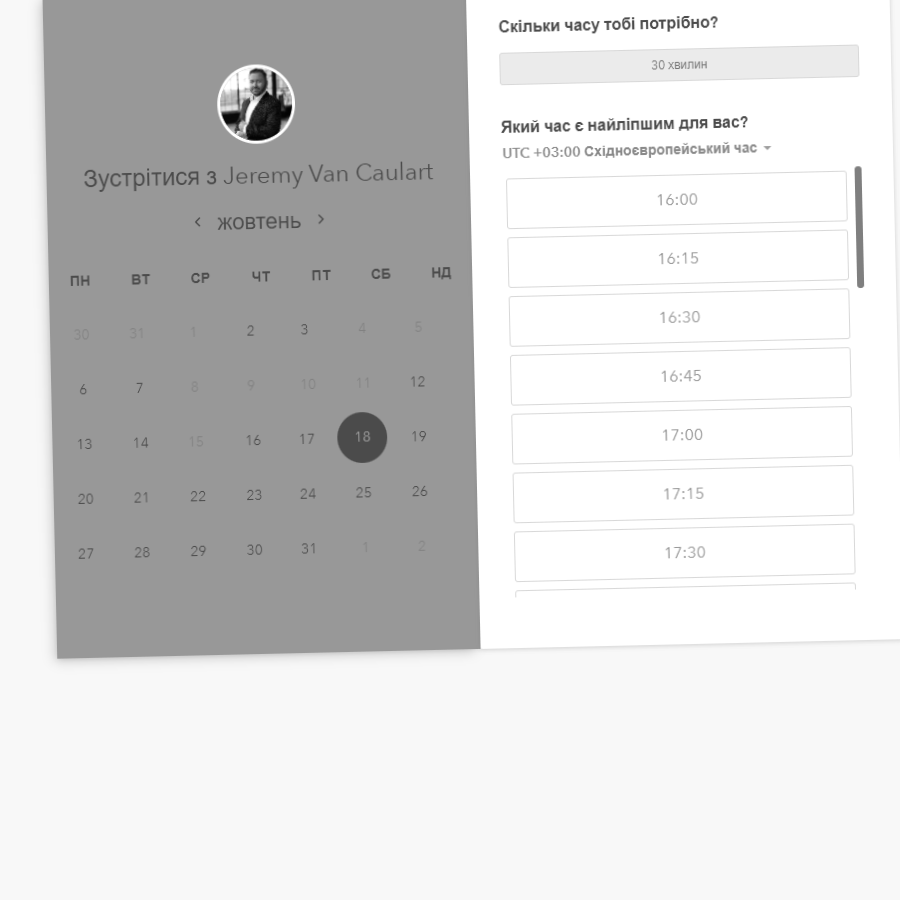 Зустрітися з Jeremy Van Caulart
жовтень
ПН ВТ СР ЧТ ПТ СБ НД
30 31 1 2 3 4 5
6 7 8 9 10 11 12
13 14 15 16 17 18 19
20 21 22 23 24 25 26
27 28 29 30 31 1 2
Скільки часу тобі потрібно?
30 хвилин
Який час є найліпшим для вас?
UTC +03:00 Східноєвропейський час
16:00
16:15
16:30
16:45
17:00
17:15
17:30